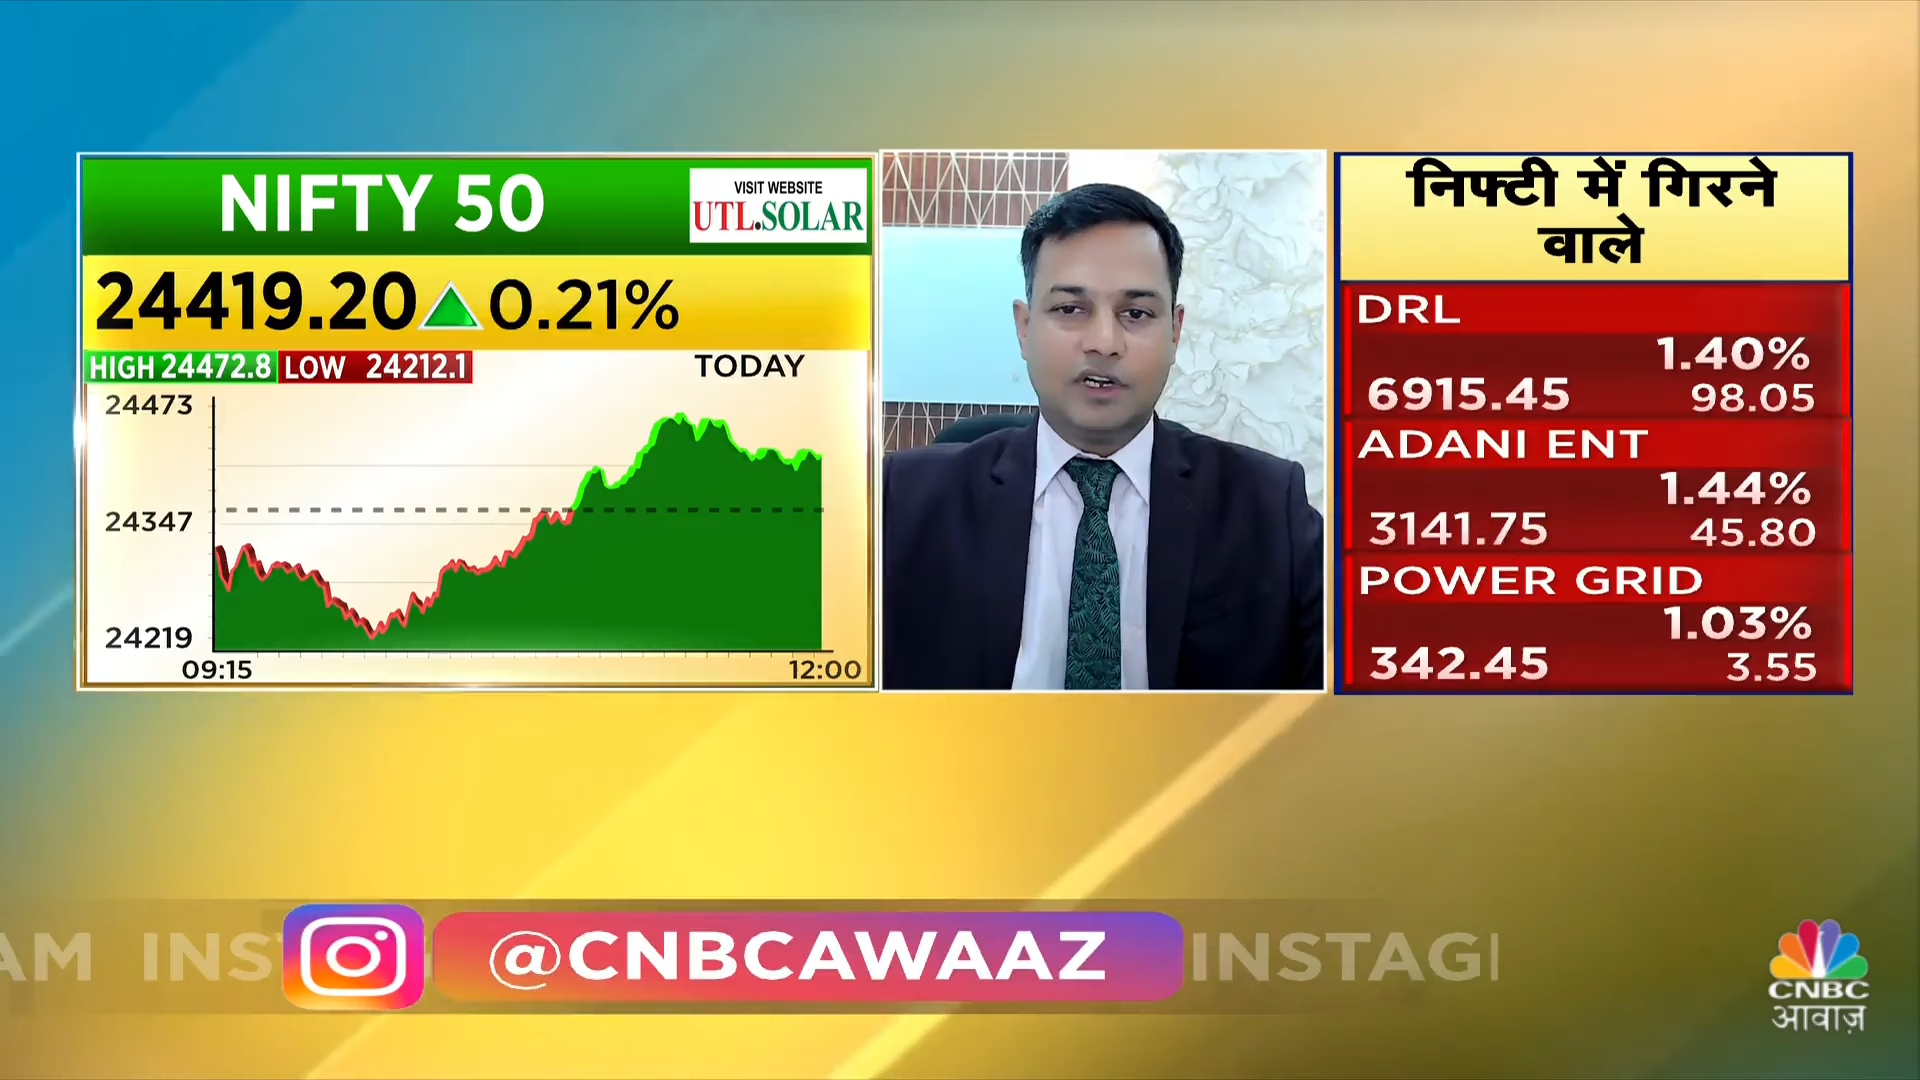 NIFTY 50
VISIT WEBSITE
UTL.SOLAR
24419.20 0.21%
HIGH 24472.8 LOW 24212.1
TODAY
24473
24347
24219
09:15 12:00
निफ्टी में गिरने
वाले
DRL
1.40%
6915.45 98.05
ADANI ENT
1.44%
3141.75 45.80
POWER GRID
1.03%
342.45 3.55
AM INS @CNBCAWAAZ INSTAG
CNBC
आवाज़